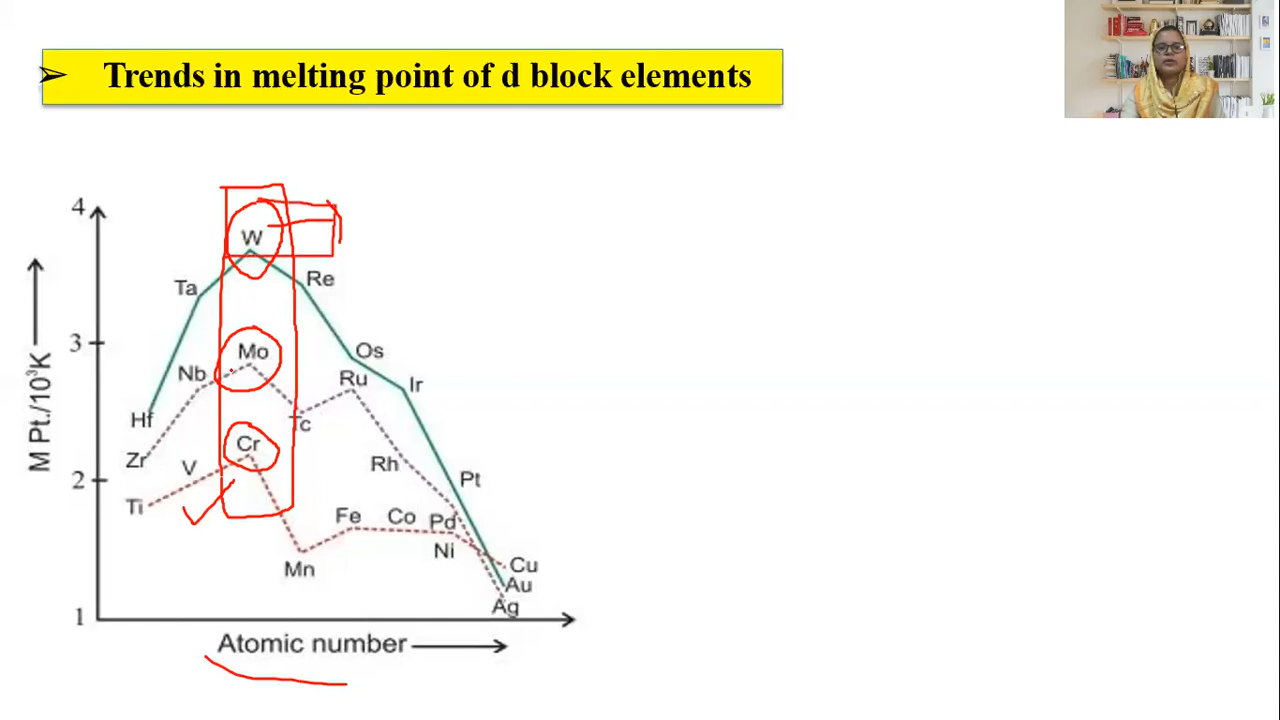 ➢ Trends in melting point of d block elements
4
W
Ta
Re
3
Mo
Os
Nb
Ru
Ir
Hf
Tc
Cr
Zr
V
Rh
2
Pt
Ti
Fe
Co
Pd
Ni
Mn
Cu
Au
Ag
1
M Pt./10³K
Atomic number